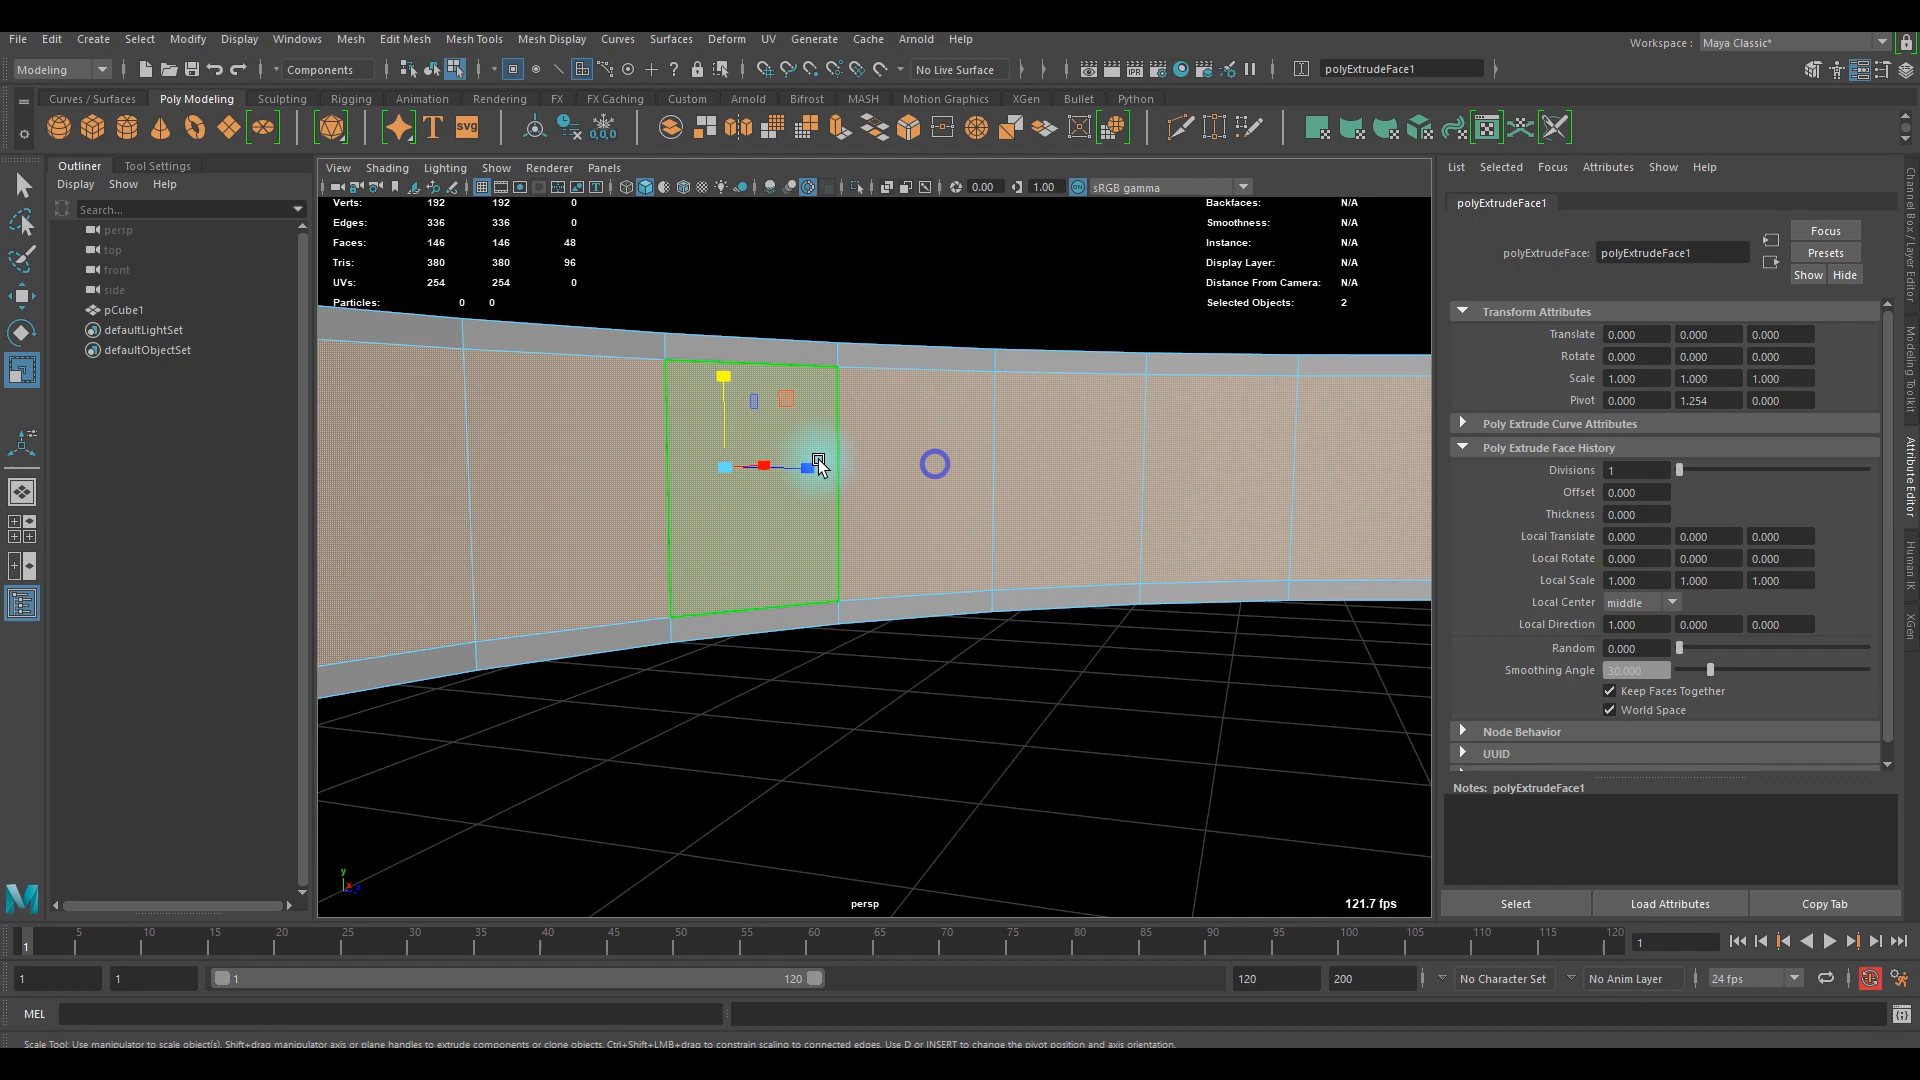 File Edit Create Select Modify Display Windows Mesh Edit Mesh Mesh Tools Mesh Display Curves Surfaces Deform UV Generate Cache Arnold Help
Workspace : Maya Classic*
Modeling Components No Live Surface polyExtrudeFace1
Curves / Surfaces Poly Modeling Sculpting Rigging Animation Rendering FX FX Caching Custom Arnold Bifrost MASH Motion Graphics XGen Bullet Python
T SVG 0,0,0
Outliner Tool Settings
Display Show Help
Search...
persp
top
front
side
pCube1
defaultLightSet
defaultObjectSet
View Shading Lighting Show Renderer Panels
0.00 1.00 ON sRGB gamma
Verts: 192 192 0
Edges: 336 336 0
Faces: 146 146 48
Tris: 380 380 96
UVs: 254 254 0
Particles: 0 0
Backfaces: N/A
Smoothness: N/A
Instance: N/A
Display Layer: N/A
Distance From Camera: N/A
Selected Objects: 2
y
persp
121.7 fps
List Selected Focus Attributes Show Help
polyExtrudeFace1
polyExtrudeFace: polyExtrudeFace1
Focus
Presets
Show Hide
Transform Attributes
Translate 0.000 0.000 0.000
Rotate 0.000 0.000 0.000
Scale 1.000 1.000 1.000
Pivot 0.000 1.254 0.000
Poly Extrude Curve Attributes
Poly Extrude Face History
Divisions 1
Offset 0.000
Thickness 0.000
Local Translate 0.000 0.000 0.000
Local Rotate 0.000 0.000 0.000
Local Scale 1.000 1.000 1.000
Local Center middle
Local Direction 1.000 0.000 0.000
Random 0.000
Smoothing Angle 30.000
Keep Faces Together
World Space
Node Behavior
UUID
Notes: polyExtrudeFace1
Select Load Attributes Copy Tab
Channel Box / Layer Editor
Modeling Toolkit
Attribute Editor
Human IK
XGen
1 5 10 15 20 25 30 35 40 45 50 55 60 65 70 75 80 85 90 95 100 105 110 115 120 1
1 1 1 120 120 200 No Character Set No Anim Layer 24 fps
MEL
Scale Tool: Use manipulator to scale object(s). Shift+drag manipulator axis or plane handles to extrude components or clone objects. Ctrl+Shift+LMB+drag to constrain scaling to connected edges. Use D or INSERT to change the pivot position and axis orientation.